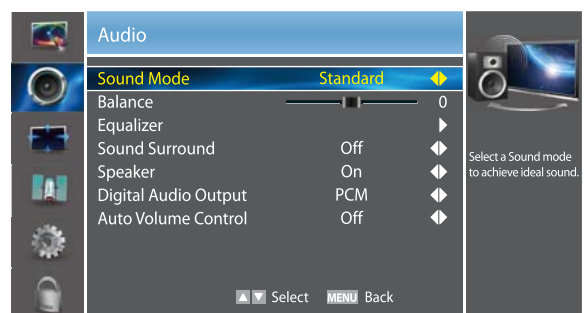 Audio
Sound Mode Standard
Balance 0
Equalizer
Sound Surround Off
Speaker On
Digital Audio Output PCM
Auto Volume Control Off
Select MENU Back
Select a Sound mode
to achieve ideal sound.